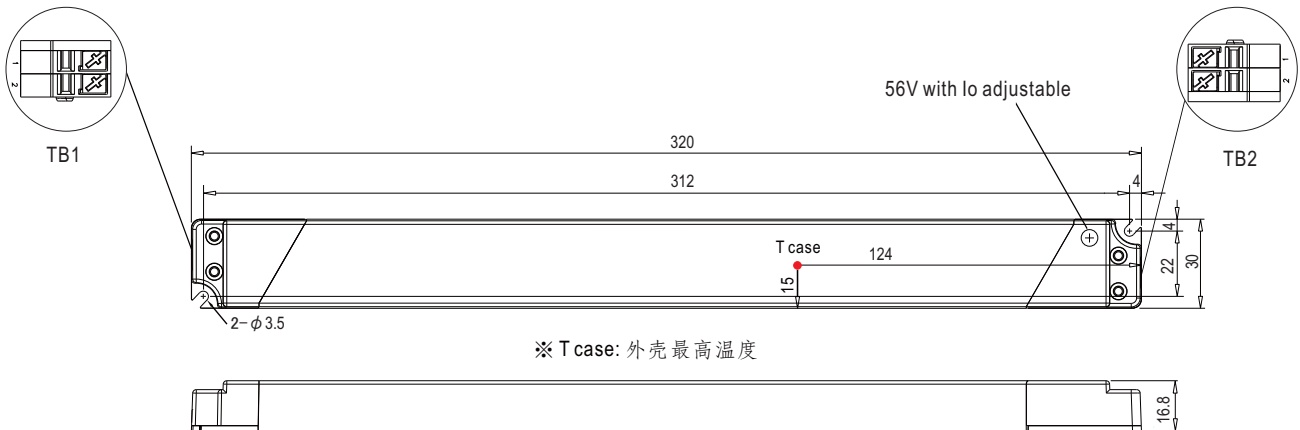 1
2
TB1
56V with Io adjustable
1
2
TB2
320
312
4
4
T case
124
15
22
30
2-ϕ3.5
※ T case: 外壳最高温度
16.8